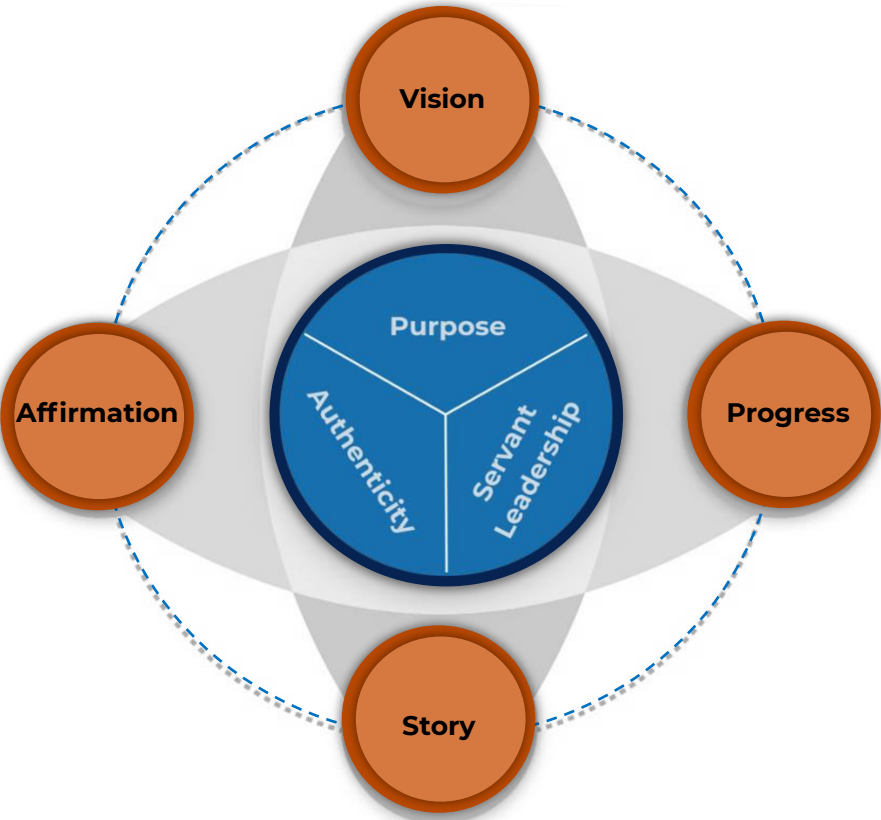 Vision
Purpose
Affirmation
Authenticity
Servant
Leadership
Progress
Story